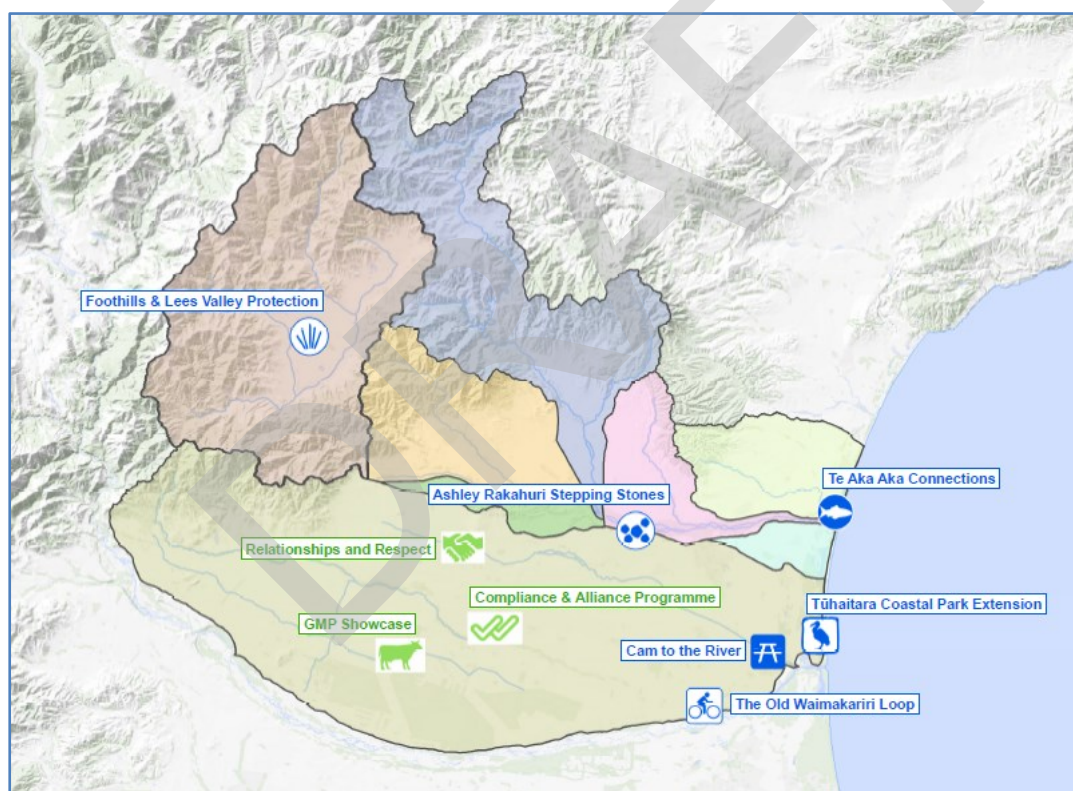 DRAFT
Foothills & Lees Valley Protection
Te Aka Aka Connections
Ashley Rakahuri Stepping Stones
Relationships and Respect
Compliance & Alliance Programme
Tūhaitara Coastal Park Extension
GMP Showcase
Cam to the River
The Old Waimakariri Loop